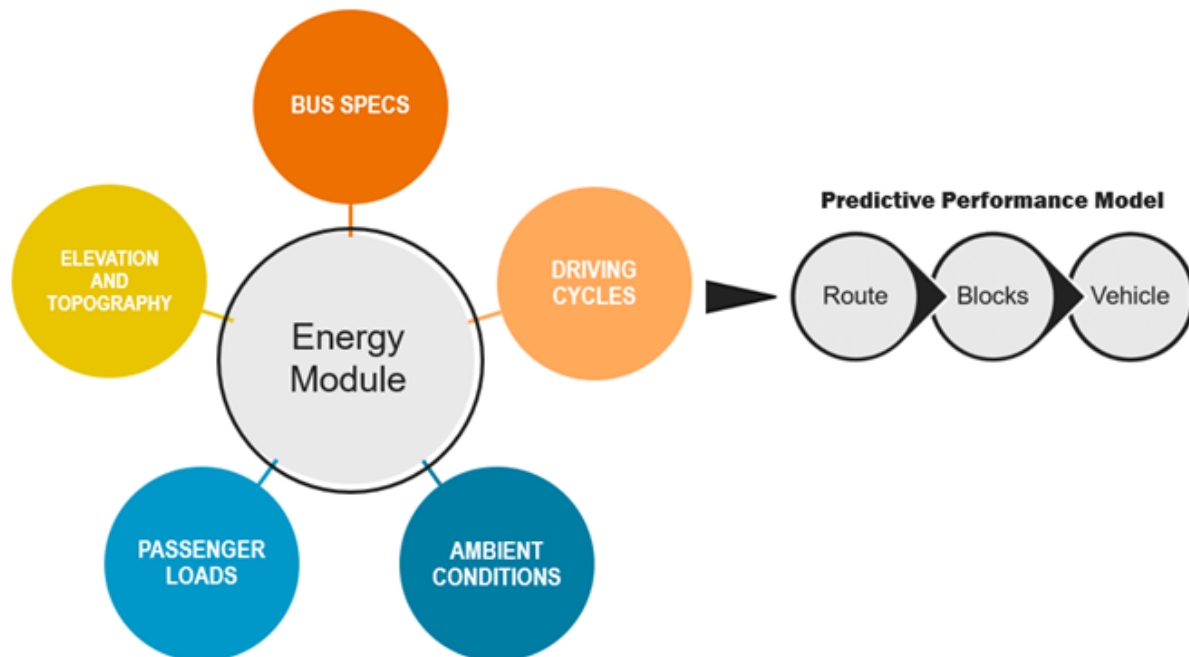 BUS SPECS
ELEVATION
AND
TOPOGRAPHY
DRIVING
CYCLES
Energy
Module
PASSENGER
LOADS
AMBIENT
CONDITIONS
Predictive Performance Model
Route
Blocks
Vehicle